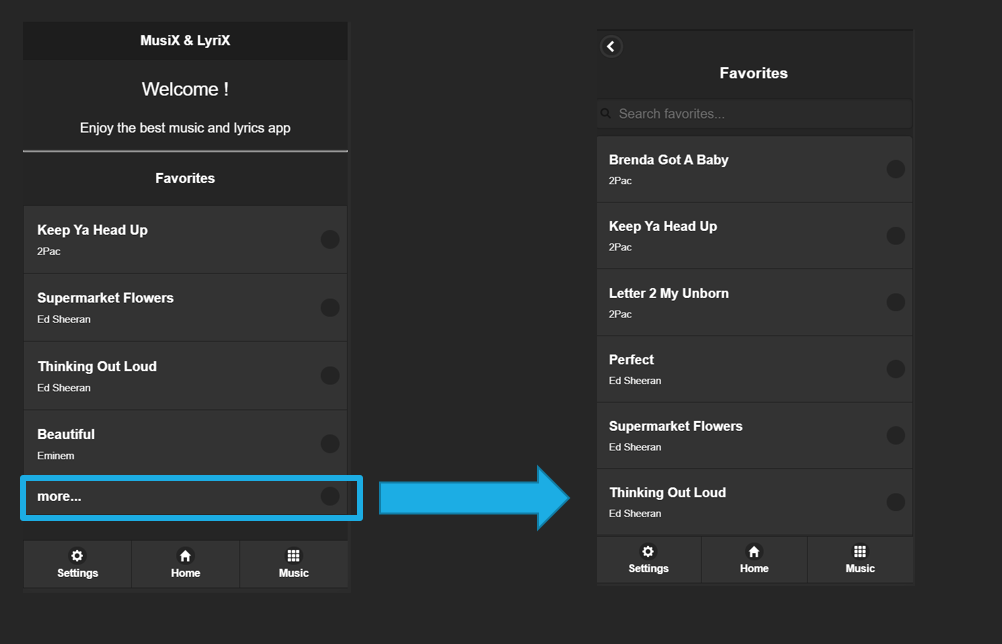 MusiX & LyriX
Welcome !
Enjoy the best music and lyrics app
Favorites
Keep Ya Head Up
2Pac
Supermarket Flowers
Ed Sheeran
Thinking Out Loud
Ed Sheeran
Beautiful
Eminem
more...
Settings
Home
Music
Favorites
Search favorites...
Brenda Got A Baby
2Pac
Keep Ya Head Up
2Pac
Letter 2 My Unborn
2Pac
Perfect
Ed Sheeran
Supermarket Flowers
Ed Sheeran
Thinking Out Loud
Ed Sheeran
Settings
Home
Music